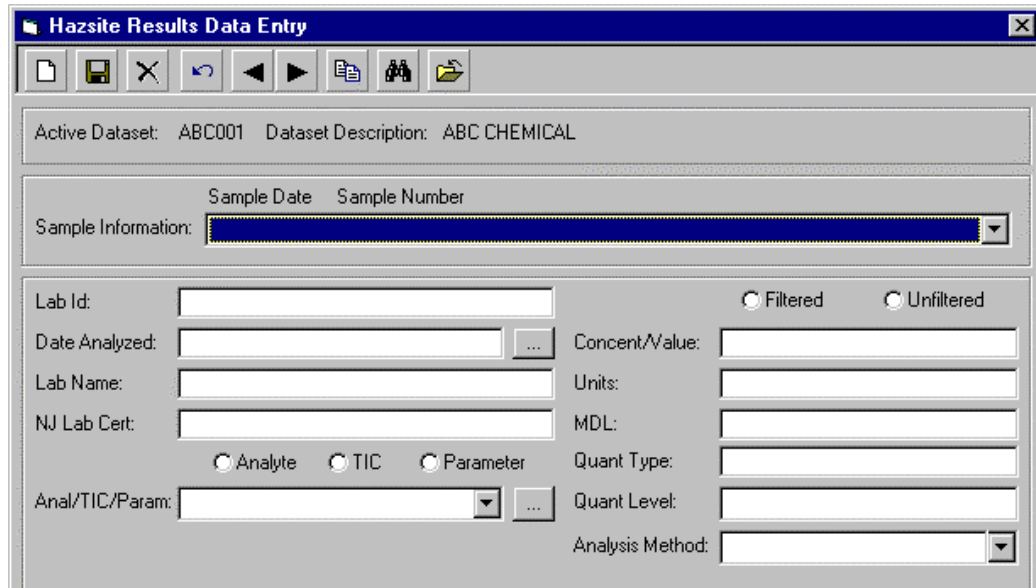 Hazsite Results Data Entry
Active Dataset: ABC001 Dataset Description: ABC CHEMICAL
Sample Date Sample Number
Sample Information:
Lab Id:
Filtered Unfiltered
Date Analyzed: ... Concent/Value:
Lab Name: Units:
NJ Lab Cert: MDL:
Analyte TIC Parameter Quant Type:
Anal/TIC/Param: ... Quant Level:
Analysis Method: